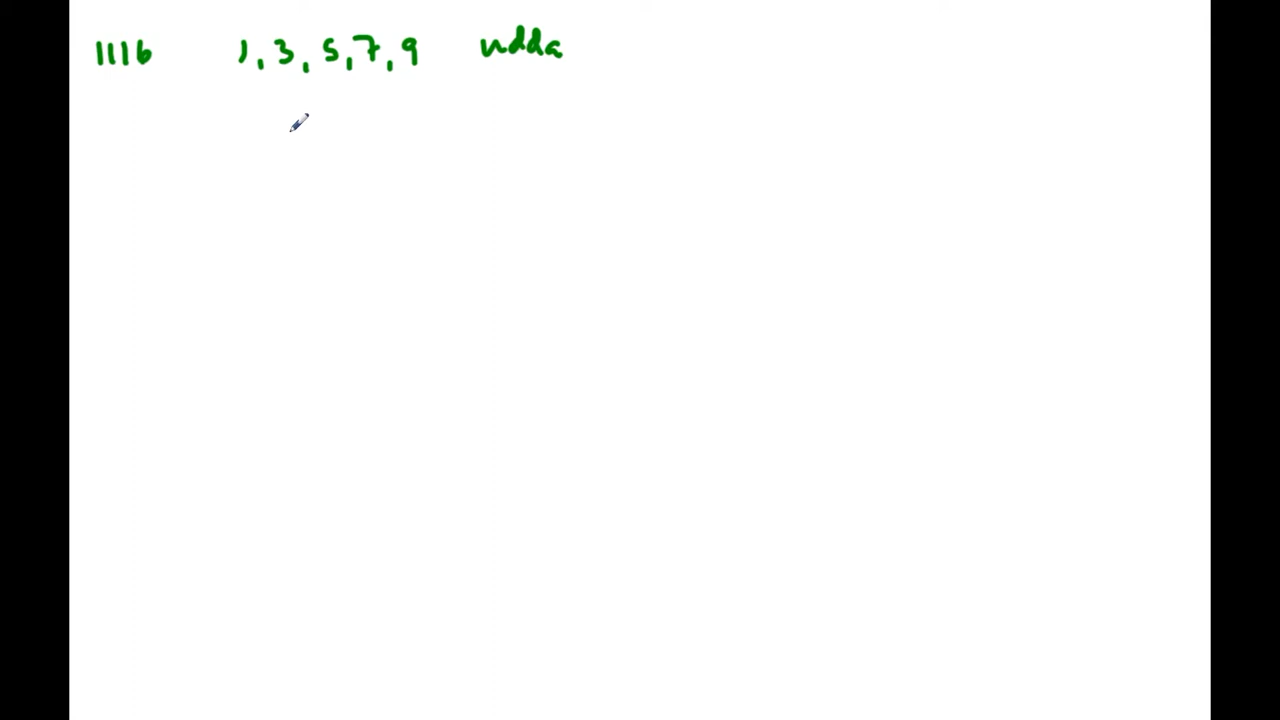 1116 1, 3, 5, 7, 9 udda